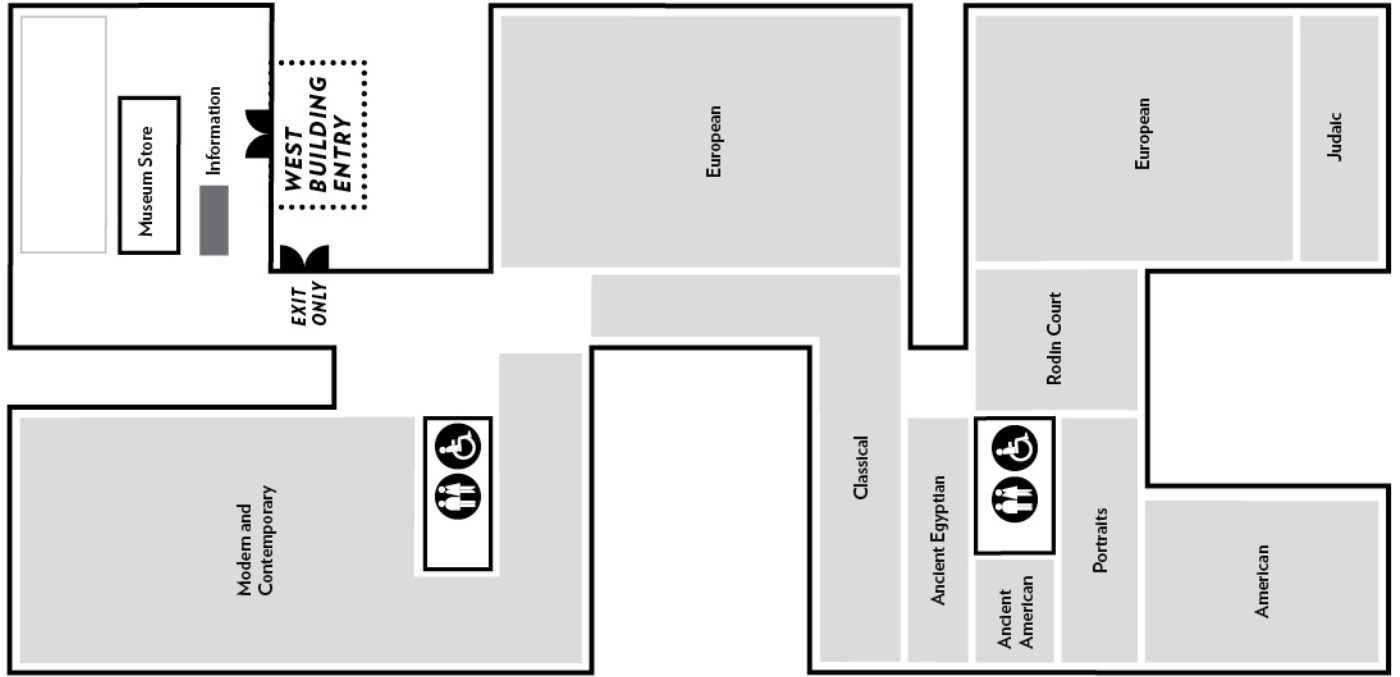 Museum Store
Information
WEST
BUILDING
ENTRY
EXIT
ONLY
European
European
Judaic
Rodin Court
Modern and
Contemporary
Classical
Ancient Egyptian
Ancient
American
Portraits
American